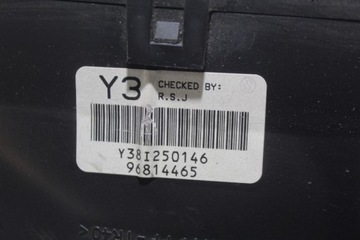 Y3 CHECKED BY:
R.S.J
Y38I250146
96814465